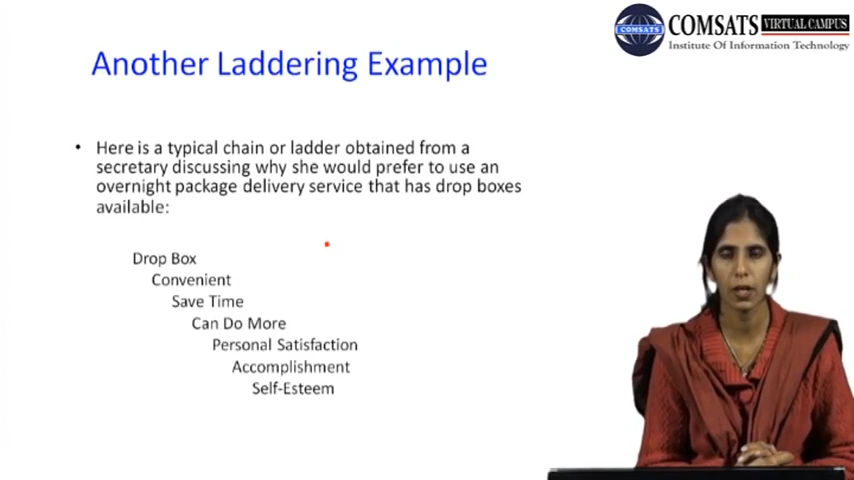 COMSATS VIRTUAL CAMPUS
Institute Of Information Technology
COMSATS
Another Laddering Example
• Here is a typical chain or ladder obtained from a
secretary discussing why she would prefer to use an
overnight package delivery service that has drop boxes
available:
Drop Box
Convenient
Save Time
Can Do More
Personal Satisfaction
Accomplishment
Self-Esteem